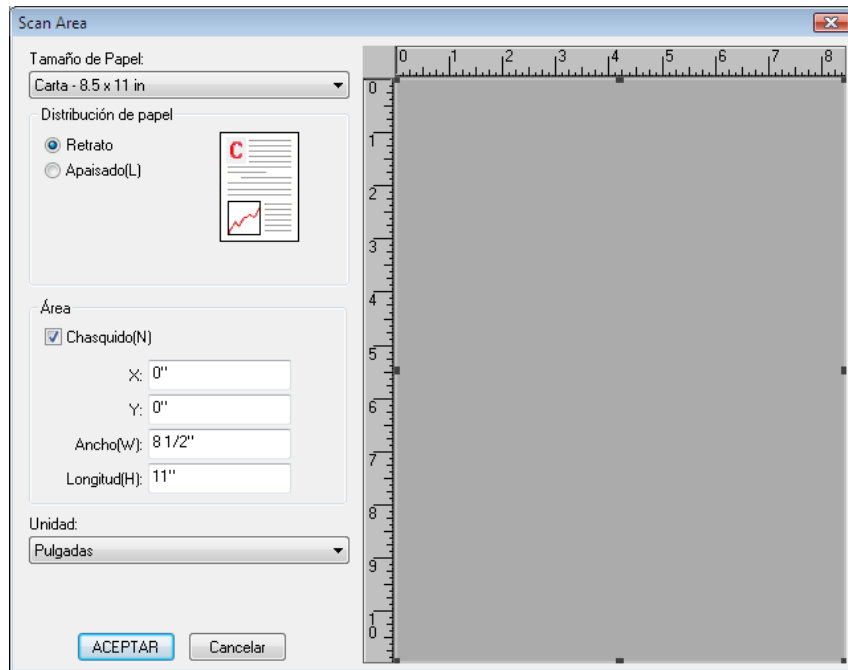 Scan Area
Tamaño de Papel:
Carta - 8.5 x 11 in
Distribución de papel
Retrato
Apaisado(L)
C
Área
Chasquido(N)
X: 0"
Y: 0"
Ancho(W): 8 1/2"
Longitud(H): 11"
Unidad:
Pulgadas
ACEPTAR Cancelar
0 1 2 3 4 5 6 7 8
0
1
2
3
4
5
6
7
8
9
10